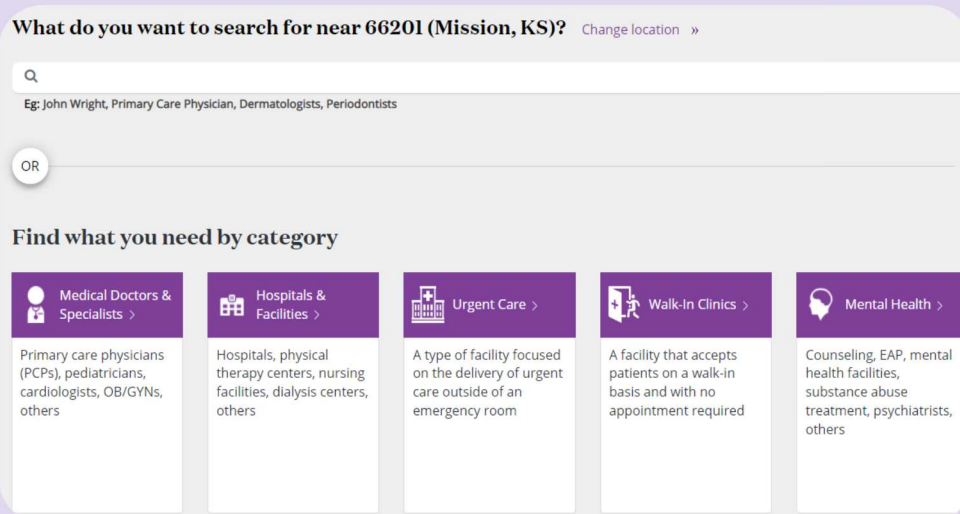 What do you want to search for near 66201 (Mission, KS)? Change location »
Eg: John Wright, Primary Care Physician, Dermatologists, Periodontists
OR
Find what you need by category
Medical Doctors &
Specialists >
Primary care physicians
(PCPs), pediatricians,
cardiologists, OB/GYNs,
others
Hospitals &
Facilities >
Hospitals, physical
therapy centers, nursing
facilities, dialysis centers,
others
Urgent Care >
A type of facility focused
on the delivery of urgent
care outside of an
emergency room
Walk-In Clinics >
A facility that accepts
patients on a walk-in
basis and with no
appointment required
Mental Health >
Counseling, EAP, mental
health facilities,
substance abuse
treatment, psychiatrists,
others